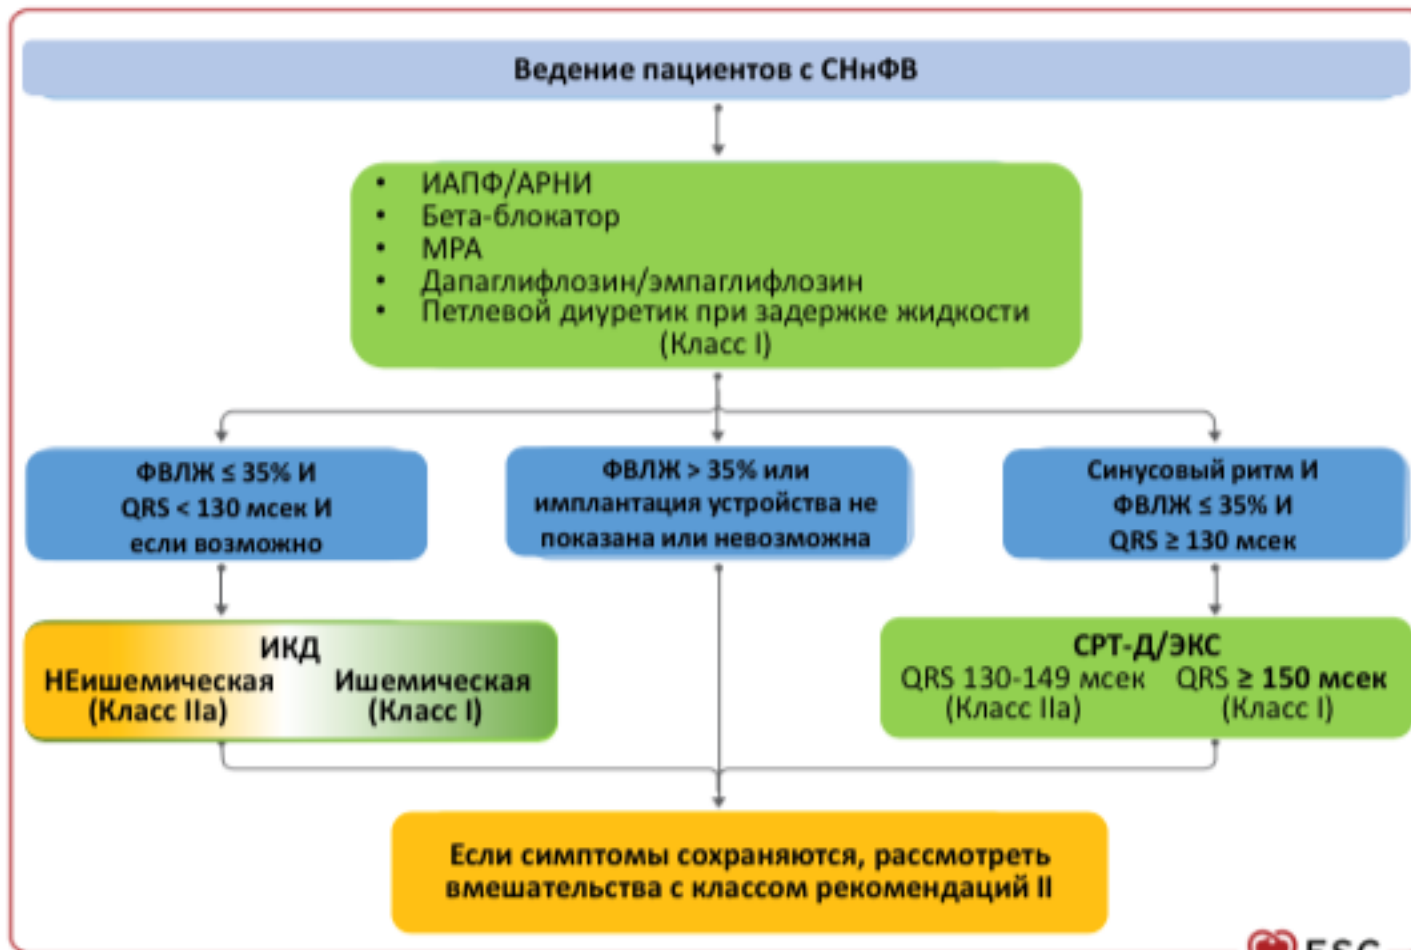 Ведение пациентов с СНнФВ
• ИАПФ/АРНИ
• Бета-блокатор
• МРА
• Дапаглифлозин/эмпаглифлозин
• Петлевой диуретик при задержке жидкости
(Класс I)
ФВЛЖ ≤ 35% И
QRS < 130 мсек И
если возможно
ФВЛЖ > 35% или
имплантация устройства не
показана или невозможна
Синусовый ритм И
ФВЛЖ ≤ 35% И
QRS ≥ 130 мсек
ИКД
НЕишемическая
(Класс IIa)
Ишемическая
(Класс I)
СРТ-Д/ЭКС
QRS 130-149 мсек
(Класс IIa)
QRS ≥ 150 мсек
(Класс I)
Если симптомы сохраняются, рассмотреть
вмешательства с классом рекомендаций II
ESC